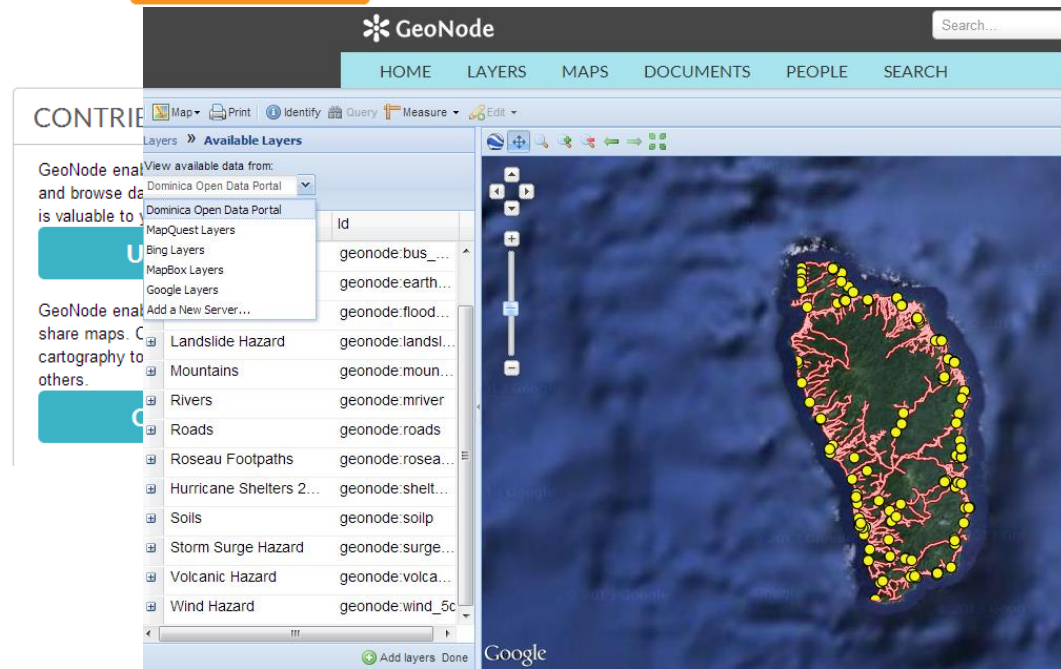 GeoNode
Search...
HOME LAYERS MAPS DOCUMENTS PEOPLE SEARCH
CONTRIB
GeoNode enab
and browse da
is valuable to y
U
GeoNode enab
share maps. C
cartography to
others.
C
Map Print Identify Query Measure Edit
Layers » Available Layers
View available data from:
Dominica Open Data Portal
Dominica Open Data Portal
MapQuest Layers
Bing Layers
MapBox Layers
Google Layers
Add a New Server...
Id
geonode:bus_...
geonode:earth...
geonode:flood...
Landslide Hazard geonode:landsl...
Mountains geonode:moun...
Rivers geonode:mriver
Roads geonode:roads
Roseau Footpaths geonode:rosea...
Hurricane Shelters 2... geonode:shelt...
Soils geonode:soilp
Storm Surge Hazard geonode:surge...
Volcanic Hazard geonode:volca...
Wind Hazard geonode:wind_5c
Add layers Done
Google